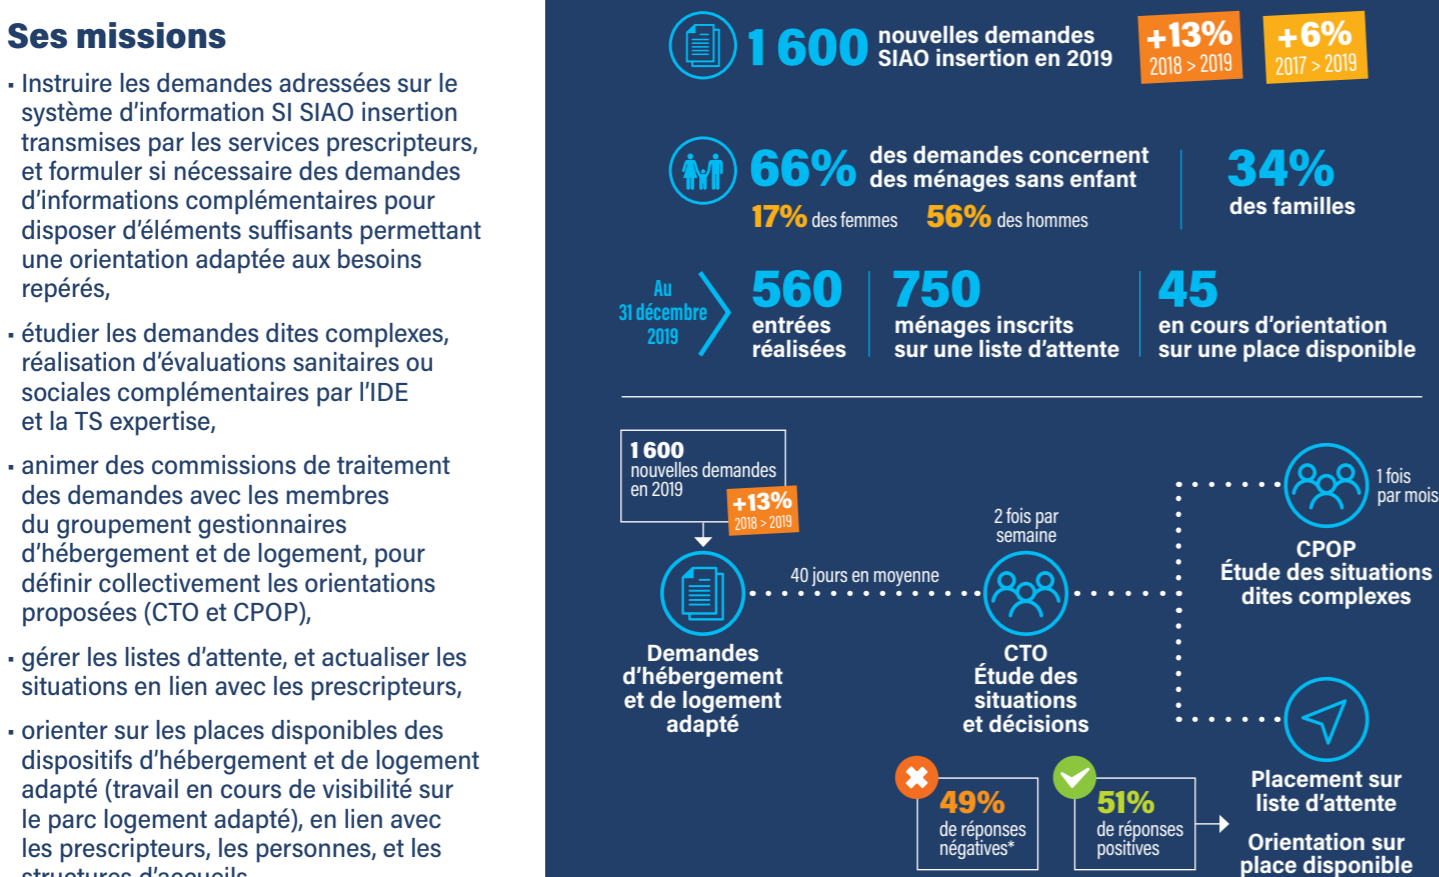 Ses missions
· Instruire les demandes adressées sur le
système d'information SI SIAO insertion
transmises par les services prescripteurs,
et formuler si nécessaire des demandes
d'informations complémentaires pour
disposer d'éléments suffisants permettant
une orientation adaptée aux besoins
repérés,
· étudier les demandes dites complexes,
réalisation d'évaluations sanitaires ou
sociales complémentaires par l'IDE
et la TS expertise,
· animer des commissions de traitement
des demandes avec les membres
du groupement gestionnaires
d'hébergement et de logement, pour
définir collectivement les orientations
proposées (CTO et CPOP),
· gérer les listes d'attente, et actualiser les
situations en lien avec les prescripteurs,
· orienter sur les places disponibles des
dispositifs d'hébergement et de logement
adapté (travail en cours de visibilité sur
le parc logement adapté), en lien avec
les prescripteurs, les personnes, et les
structures d'accueils
1 600 nouvelles demandes
SIAO insertion en 2019
+13%
2018 > 2019
+6%
2017 > 2019
66% des demandes concernent
des ménages sans enfant
17% des femmes 56% des hommes
34%
des familles
Au
31 décembre
2019
560
entrées
réalisées
750
ménages inscrits
sur une liste d'attente
45
en cours d'orientation
sur une place disponible
1 600
nouvelles demandes
en 2019
+13%
2018 > 2019
Demandes
d'hébergement
et de logement
adapté
40 jours en moyenne
2 fois par
semaine
CTO
Étude des
situations
et décisions
1 fois
par mois
CPOP
Étude des situations
dites complexes
49%
de réponses
négatives*
51%
de réponses
positives
Placement sur
liste d'attente
Orientation sur
place disponible